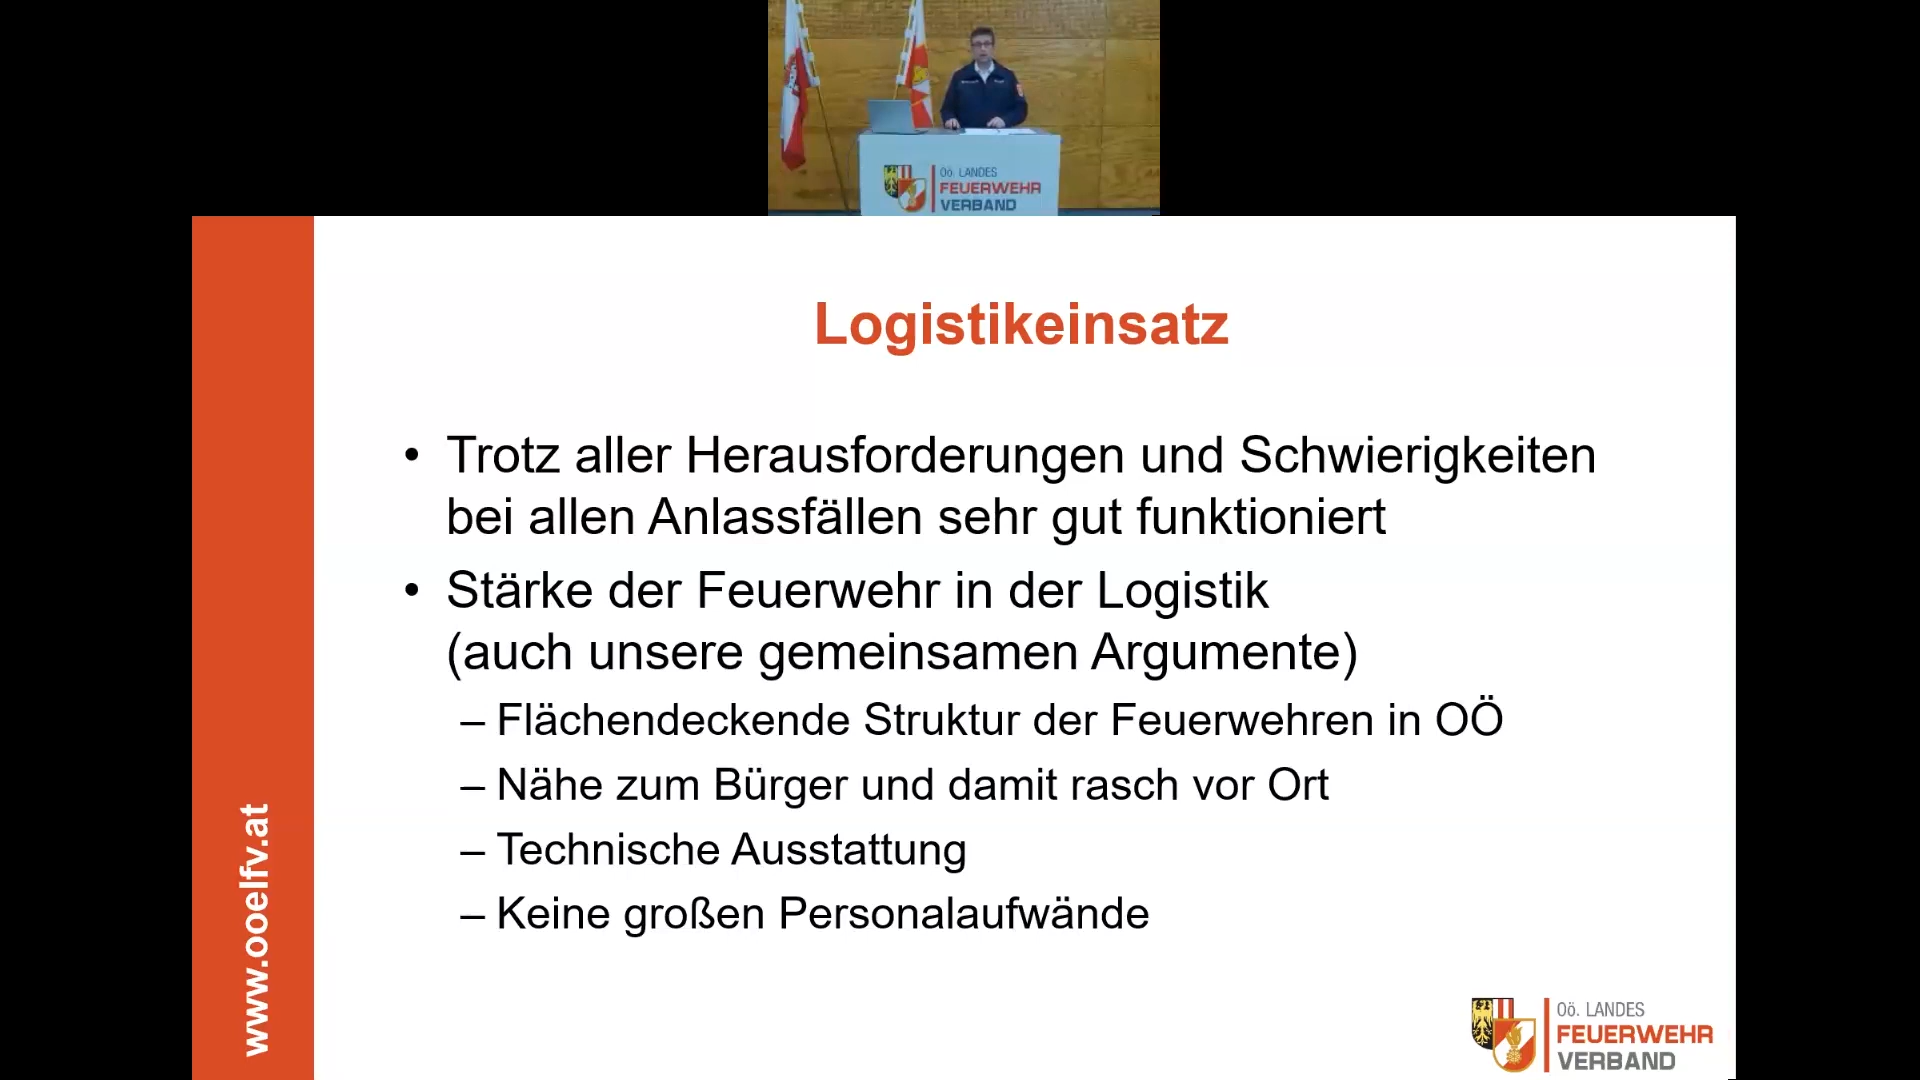 OÖ. LANDES
FEUERWEHR
VERBAND
Logistikeinsatz
• Trotz aller Herausforderungen und Schwierigkeiten
bei allen Anlassfällen sehr gut funktioniert
• Stärke der Feuerwehr in der Logistik
(auch unsere gemeinsamen Argumente)
– Flächendeckende Struktur der Feuerwehren in OÖ
– Nähe zum Bürger und damit rasch vor Ort
– Technische Ausstattung
– Keine großen Personalaufwände
www.ooelfv.at
Oö. LANDES
FEUERWEHR
VERBAND